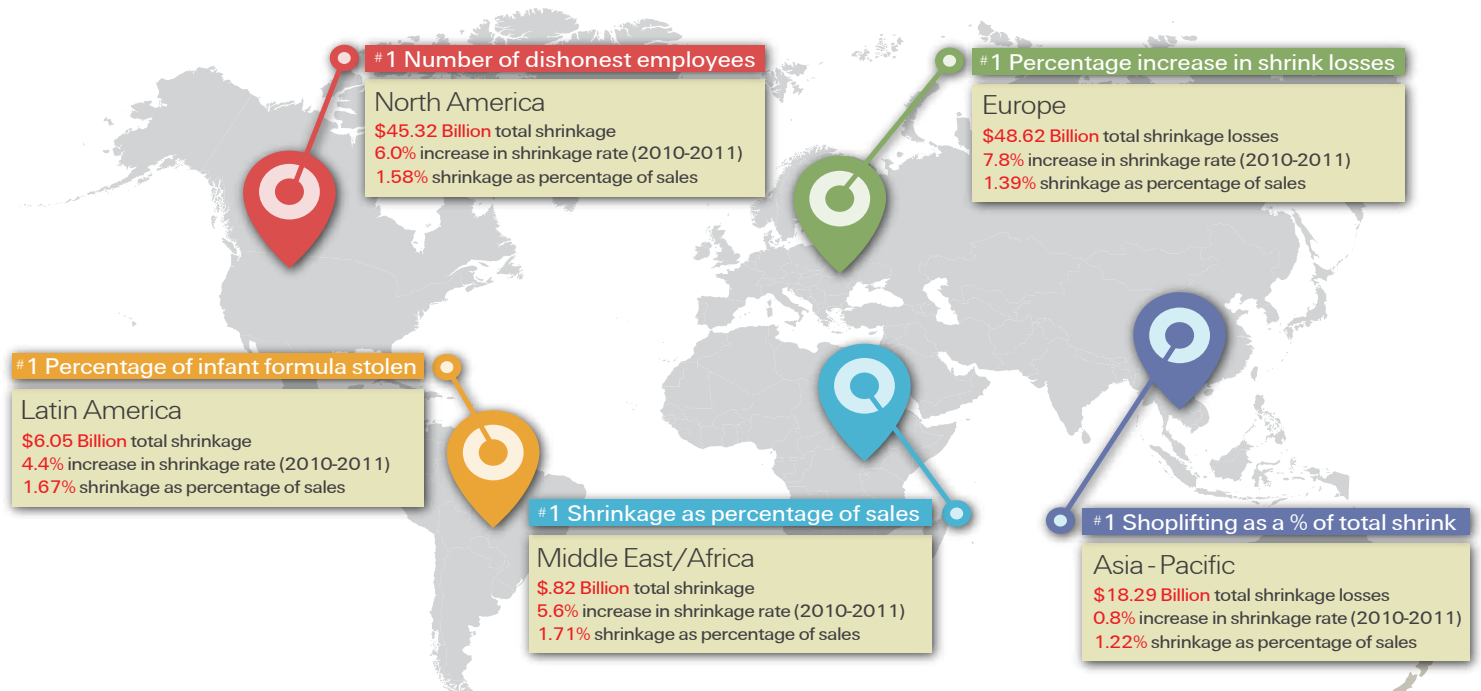 #1 Number of dishonest employees
North America
$45.32 Billion total shrinkage
6.0% increase in shrinkage rate (2010-2011)
1.58% shrinkage as percentage of sales
#1 Percentage increase in shrink losses
Europe
$48.62 Billion total shrinkage losses
7.8% increase in shrinkage rate (2010-2011)
1.39% shrinkage as percentage of sales
#1 Percentage of infant formula stolen
Latin America
$6.05 Billion total shrinkage
4.4% increase in shrinkage rate (2010-2011)
1.67% shrinkage as percentage of sales
#1 Shrinkage as percentage of sales
Middle East/Africa
$.82 Billion total shrinkage
5.6% increase in shrinkage rate (2010-2011)
1.71% shrinkage as percentage of sales
#1 Shoplifting as a % of total shrink
Asia - Pacific
$18.29 Billion total shrinkage losses
0.8% increase in shrinkage rate (2010-2011)
1.22% shrinkage as percentage of sales